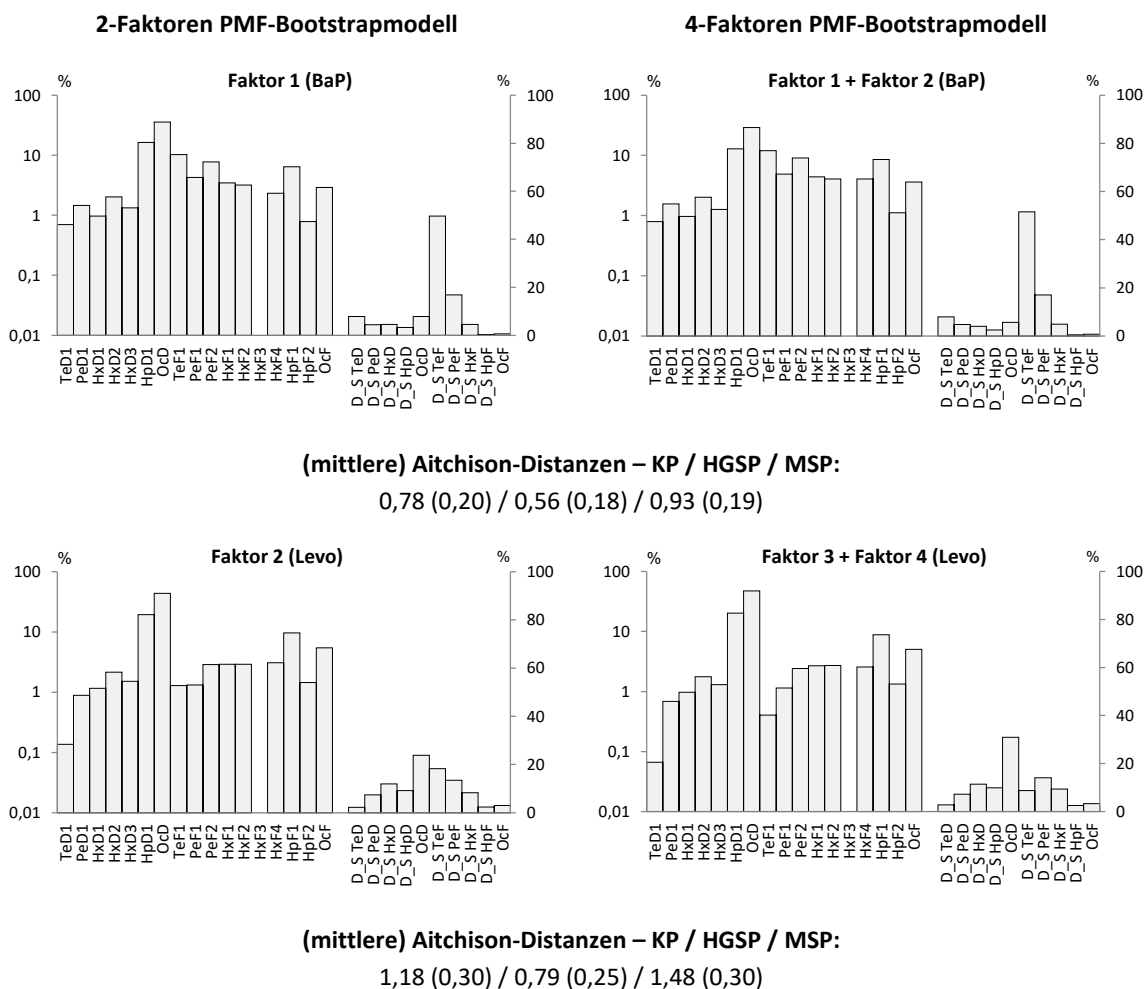 2-Faktoren PMF-Bootstrapmodell
4-Faktoren PMF-Bootstrapmodell
% Faktor 1 (BaP)
100
10
1
0,1
0,01
100
80
60
40
20
0
TeD1
PeD1
HxD1
HxD2
HxD3
HpD1
OcD
TeF1
PeF1
PeF2
HxF1
HxF2
HxF3
HxF4
HpF1
HpF2
OcF
D_S TeD
D_S PeD
D_S HxD
D_S HpD
OcD
D_S TeF
D_S PeF
D_S HxF
D_S HpF
OcF
% Faktor 1 + Faktor 2 (BaP) %
100
10
1
0,1
0,01
100
80
60
40
20
0
TeD1
PeD1
HxD1
HxD2
HxD3
HpD1
OcD
TeF1
PeF1
PeF2
HxF1
HxF2
HxF3
HxF4
HpF1
HpF2
OcF
D_S TeD
D_S PeD
D_S HxD
D_S HpD
OcD
D_S TeF
D_S PeF
D_S HxF
D_S HpF
OcF
(mittlere) Aitchison-Distanzen – KP / HGSP / MSP:
0,78 (0,20) / 0,56 (0,18) / 0,93 (0,19)
% Faktor 2 (Levo) %
100
10
1
0,1
0,01
100
80
60
40
20
0
TeD1
PeD1
HxD1
HxD2
HxD3
HpD1
OcD
TeF1
PeF1
PeF2
HxF1
HxF2
HxF3
HxF4
HpF1
HpF2
OcF
D_S TeD
D_S PeD
D_S HxD
D_S HpD
OcD
D_S TeF
D_S PeF
D_S HxF
D_S HpF
OcF
% Faktor 3 + Faktor 4 (Levo) %
100
10
1
0,1
0,01
100
80
60
40
20
0
TeD1
PeD1
HxD1
HxD2
HxD3
HpD1
OcD
TeF1
PeF1
PeF2
HxF1
HxF2
HxF3
HxF4
HpF1
HpF2
OcF
D_S TeD
D_S PeD
D_S HxD
D_S HpD
OcD
D_S TeF
D_S PeF
D_S HxF
D_S HpF
OcF
(mittlere) Aitchison-Distanzen – KP / HGSP / MSP:
1,18 (0,30) / 0,79 (0,25) / 1,48 (0,30)